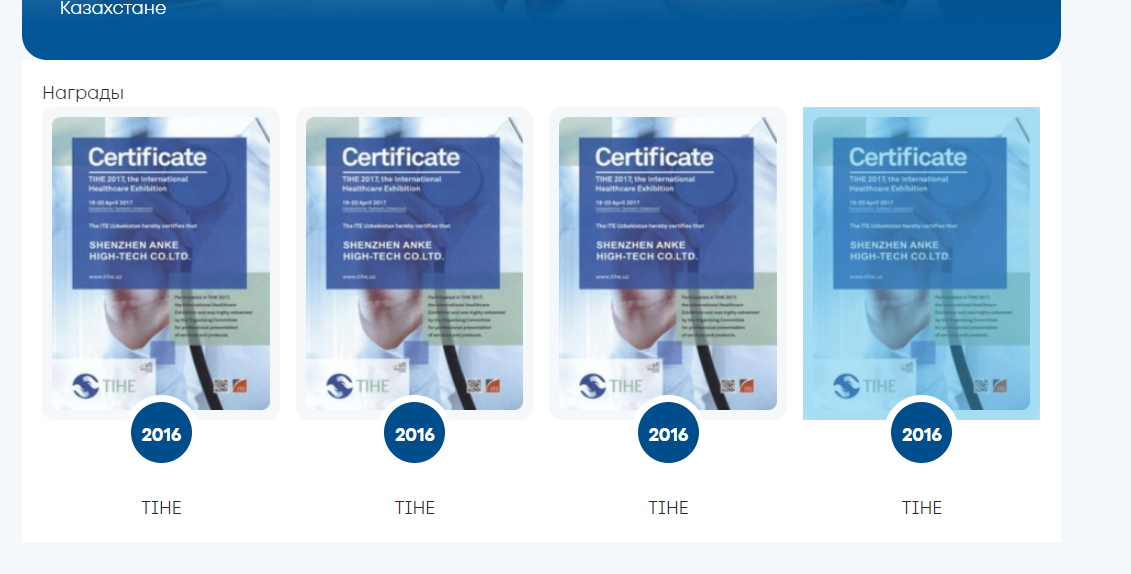 Казахстане
Награды
Certificate
TIHE 2017, the International
Healthcare Exhibition
18-20 April 2017
The ITE Uzbekistan hereby certifies that
SHENZHEN ANKE
HIGH-TECH CO.LTD.
www.tihe.uz
Participated in TIHE 2017,
the International Healthcare
Exhibition and was highly esteemed
by the Organising Committee
for professional presentation
of services and products.
TIHE
2016
TIHE
Certificate
TIHE 2017, the International
Healthcare Exhibition
18-20 April 2017
The ITE Uzbekistan hereby certifies that
SHENZHEN ANKE
HIGH-TECH CO.LTD.
www.tihe.uz
Participated in TIHE 2017,
the International Healthcare
Exhibition and was highly esteemed
by the Organising Committee
for professional presentation
of services and products.
TIHE
2016
TIHE
Certificate
TIHE 2017, the International
Healthcare Exhibition
18-20 April 2017
The ITE Uzbekistan hereby certifies that
SHENZHEN ANKE
HIGH-TECH CO.LTD.
www.tihe.uz
Participated in TIHE 2017,
the International Healthcare
Exhibition and was highly esteemed
by the Organising Committee
for professional presentation
of services and products.
TIHE
2016
TIHE
Certificate
TIHE 2017, the International
Healthcare Exhibition
18-20 April 2017
The ITE Uzbekistan hereby certifies that
SHENZHEN ANKE
HIGH-TECH CO.LTD.
www.tihe.uz
Participated in TIHE 2017,
the International Healthcare
Exhibition and was highly esteemed
by the Organising Committee
for professional presentation
of services and products.
TIHE
2016
TIHE